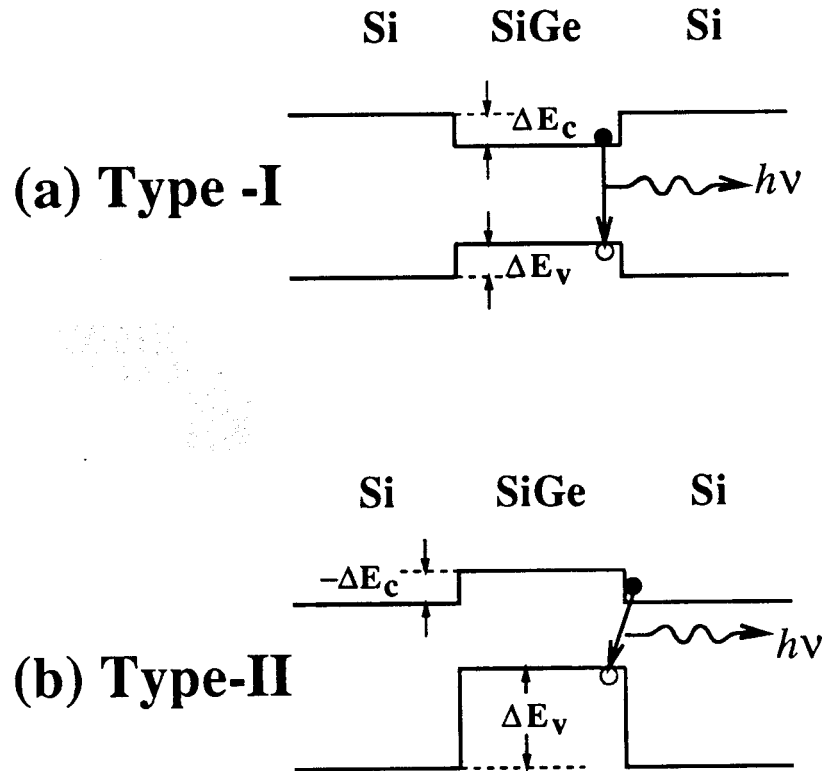 Si SiGe Si
ΔEc
(a) Type -I
hν
ΔEv
Si SiGe Si
−ΔEc
hν
(b) Type-II
ΔEv